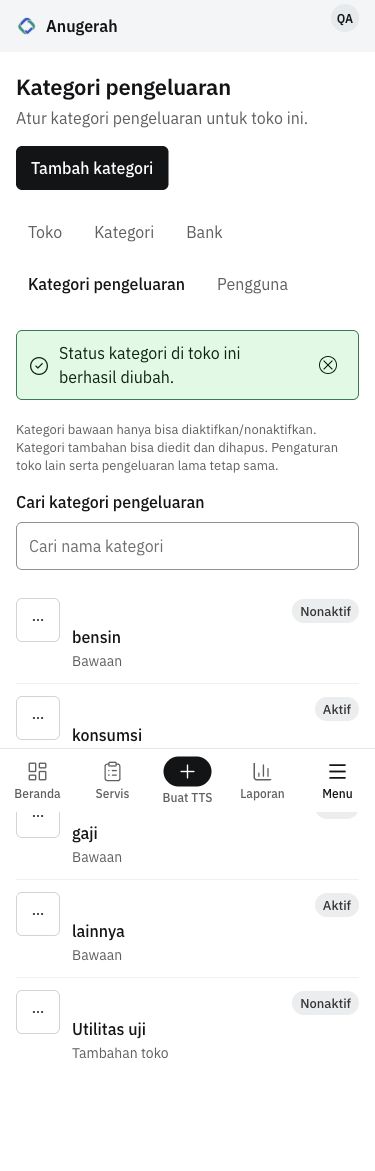 Anugerah
QA
Kategori pengeluaran
Atur kategori pengeluaran untuk toko ini.
Tambah kategori
Toko Kategori Bank
Kategori pengeluaran Pengguna
Status kategori di toko ini
berhasil diubah.
Kategori bawaan hanya bisa diaktifkan/nonaktifkan.
Kategori tambahan bisa diedit dan dihapus. Pengaturan
toko lain serta pengeluaran lama tetap sama.
Cari kategori pengeluaran
Cari nama kategori
...
Nonaktif
bensin
Bawaan
...
Aktif
konsumsi
Beranda Servis Buat TTS Laporan Menu
...
gaji
Bawaan
...
Aktif
lainnya
Bawaan
...
Nonaktif
Utilitas uji
Tambahan toko